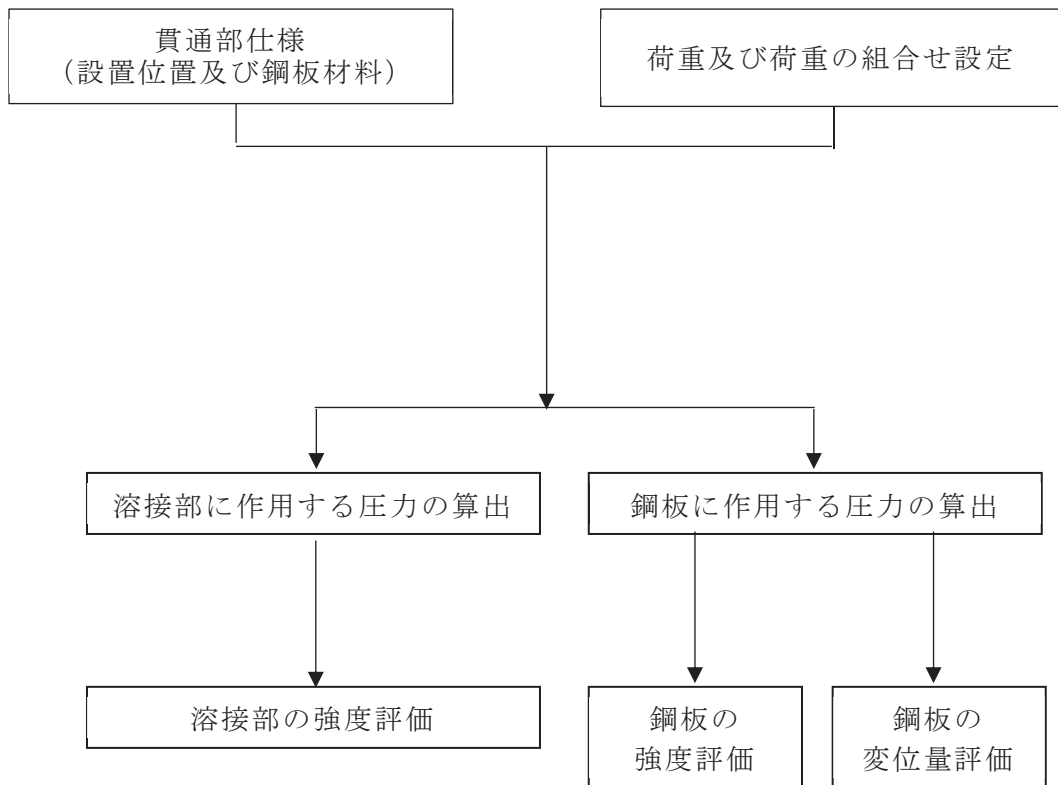 貫通部仕様
（設置位置及び鋼板材料）
荷重及び荷重の組合せ設定
溶接部に作用する圧力の算出
鋼板に作用する圧力の算出
溶接部の強度評価
鋼板の
強度評価
鋼板の
変位量評価